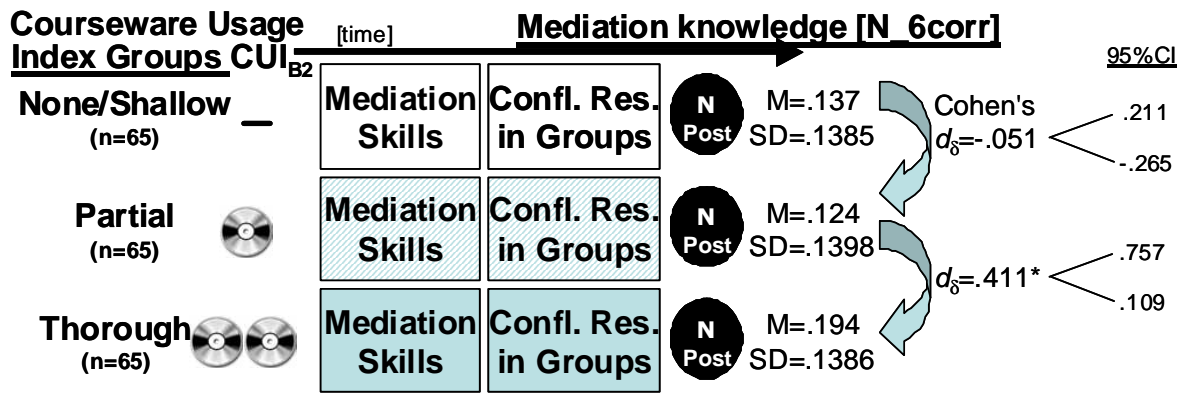 Courseware Usage
Index Groups CUI_B2
[time]
Mediation knowledge [N_6corr]
95%CI
None/Shallow _
(n=65)
Mediation
Skills
Confl. Res.
in Groups
N
Post
M=.137
SD=.1385
Cohen's
dδ=-.051
.211
-.265
Partial
(n=65)
Mediation
Skills
Confl. Res.
in Groups
N
Post
M=.124
SD=.1398
dδ=.411*
.757
.109
Thorough
(n=65)
Mediation
Skills
Confl. Res.
in Groups
N
Post
M=.194
SD=.1386